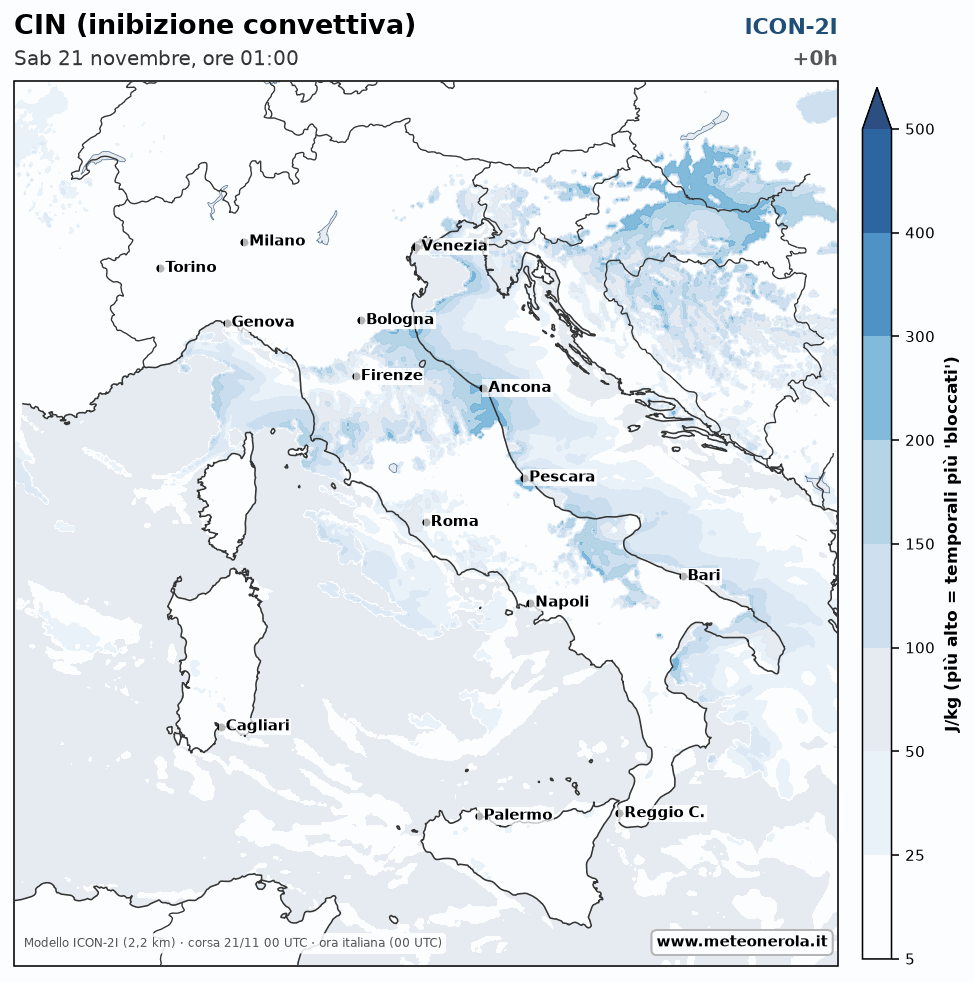 CIN (inibizione convettiva)
ICON-2I
Sab 21 novembre, ore 01:00
+0h
500
400
300
200
150
100
50
25
5
J/kg (più alto = temporali più 'bloccati')
Milano
Venezia
Torino
Genova
Bologna
Firenze
Ancona
Pescara
Roma
Bari
Napoli
Cagliari
Palermo
Reggio C.
Modello ICON-2I (2,2 km) · corsa 21/11 00 UTC · ora italiana (00 UTC)
www.meteonerola.it